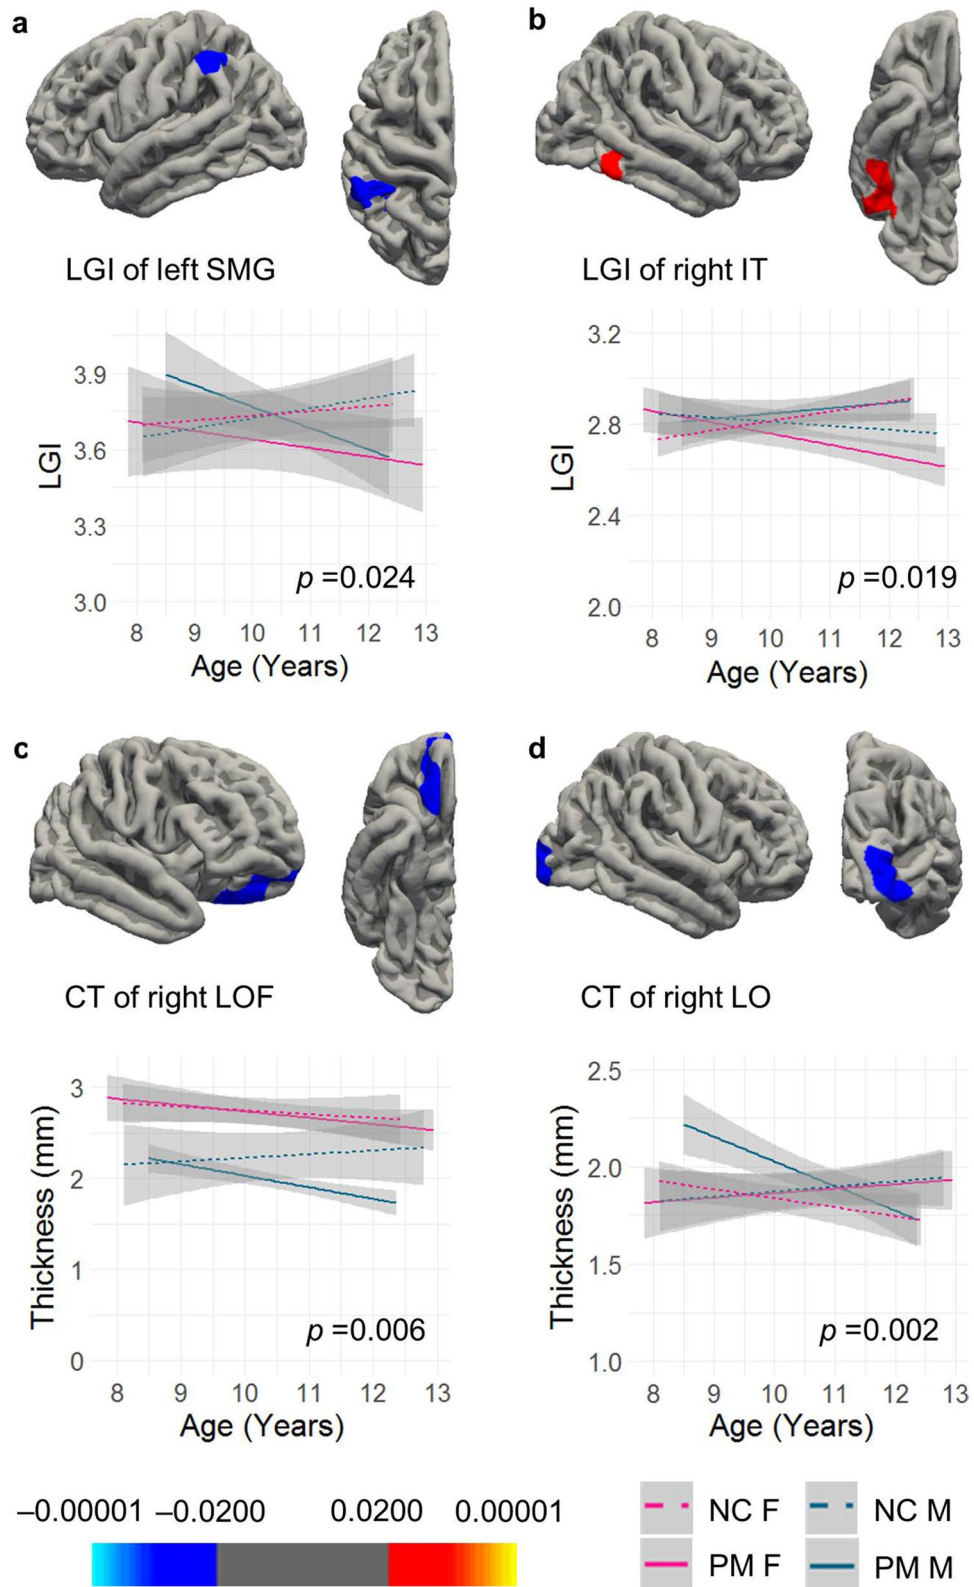 a
b
LGI of left SMG
LGI of right IT
LGI
3.9
3.6
3.3
3.0
p =0.024
8 9 10 11 12 13
Age (Years)
LGI
3.2
2.8
2.4
2.0
p =0.019
8 9 10 11 12 13
Age (Years)
c
d
CT of right LOF
CT of right LO
Thickness (mm)
3
2
1
0
p =0.006
8 9 10 11 12 13
Age (Years)
Thickness (mm)
2.5
2.0
1.5
1.0
p =0.002
8 9 10 11 12 13
Age (Years)
–0.00001 –0.0200 0.0200 0.00001
NC F NC M
PM F PM M